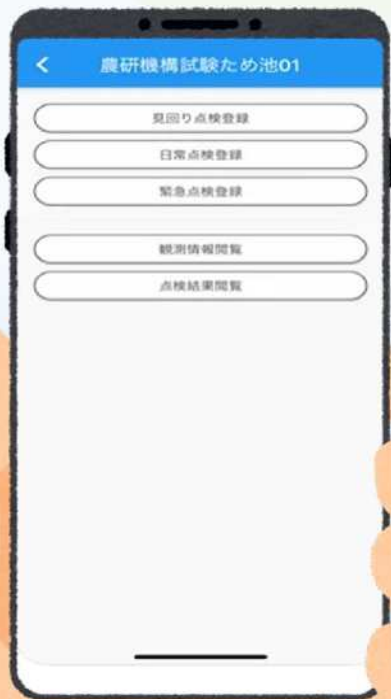 農研機構試験ため池01
見回り点検登録
日常点検登録
緊急点検登録
観測情報閲覧
点検結果閲覧